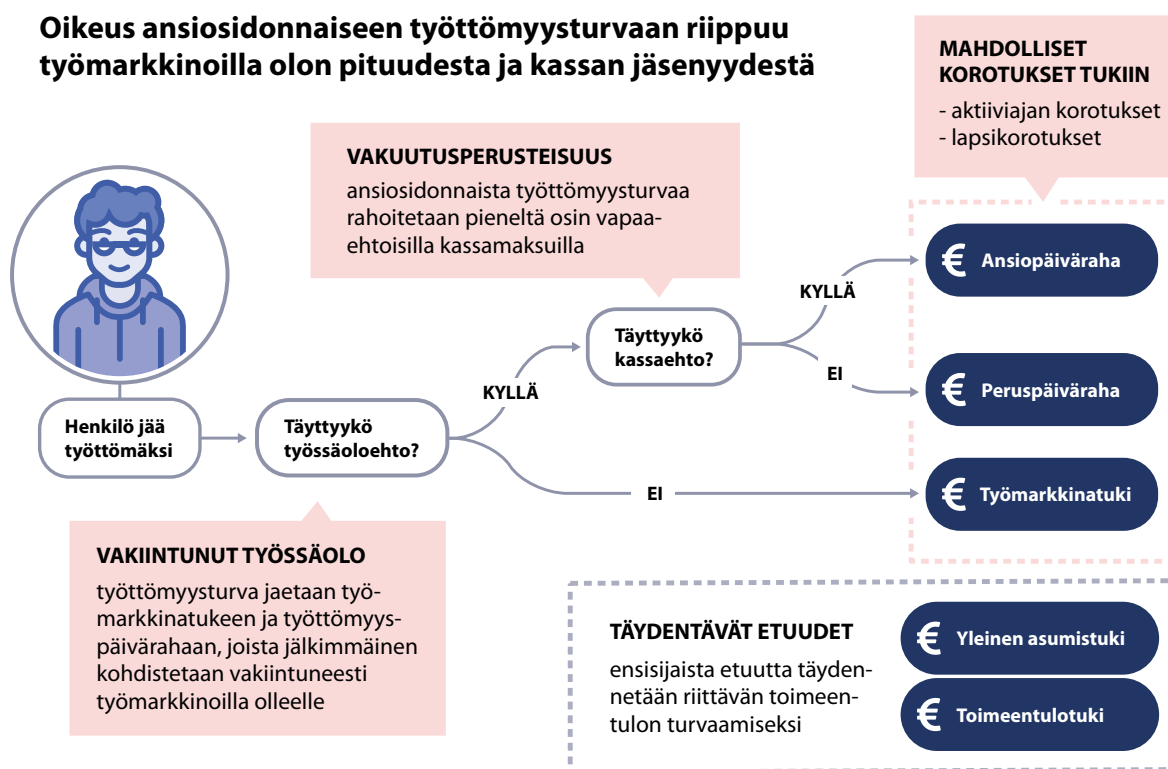 Oikeus ansiosidonnaiseen työttömyysturvaan riippuu
työmarkkinoilla olon pituudesta ja kassan jäsenyydestä
MAHDOLLISET
KOROTUKSET TUKIIN
- aktiiviajan korotukset
- lapsikorotukset
VAKUUTUSPERUSTEISUUS
ansiosidonnaista työttömyysturvaa
rahoitetaan pieneltä osin vapaa-
ehtoisilla kassamaksuilla
€ Ansiopäiväraha
KYLLÄ
Täyttyykö
kassaehto?
EI
€ Peruspäiväraha
KYLLÄ
Henkilö jää
työttömäksi
Täyttyykö
työssäoloehto?
EI
€ Työmarkkinatuki
VAKIINTUNUT TYÖSSÄOLO
työttömyysturva jaetaan työ-
markkinatukeen ja työttömyys-
päivärahaan, joista jälkimmäinen
kohdistetaan vakiintuneesti
työmarkkinoilla olleelle
TÄYDENTÄVÄT ETUUDET
ensisijaista etuutta täyden-
netään riittävän toimeen-
tulon turvaamiseksi
€ Yleinen asumistuki
€ Toimeentulotuki